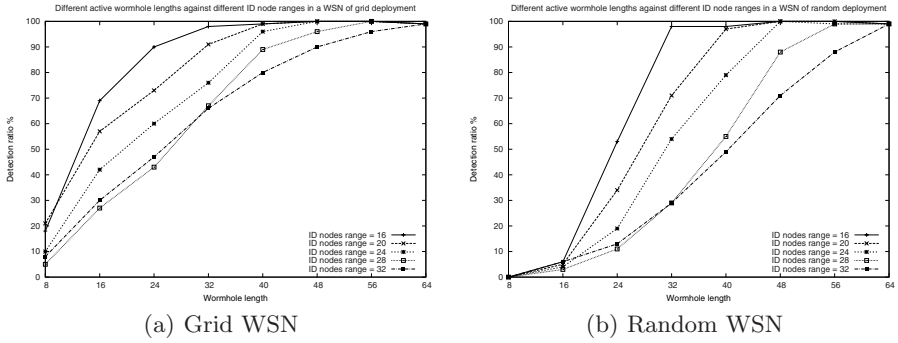 Different active wormhole lengths against different ID node ranges in a WSN of grid deployment
100
90
80
70
60
50
40
30
20
10
0
Detection ratio %
8 16 24 32 40 48 56 64
Wormhole length
ID nodes range = 16
ID nodes range = 20
ID nodes range = 24
ID nodes range = 28
ID nodes range = 32
(a) Grid WSN
Different active wormhole lengths against different ID node ranges in a WSN of random deployment
100
90
80
70
60
50
40
30
20
10
0
Detection ratio %
8 16 24 32 40 48 56 64
Wormhole length
ID nodes range = 16
ID nodes range = 20
ID nodes range = 24
ID nodes range = 28
ID nodes range = 32
(b) Random WSN